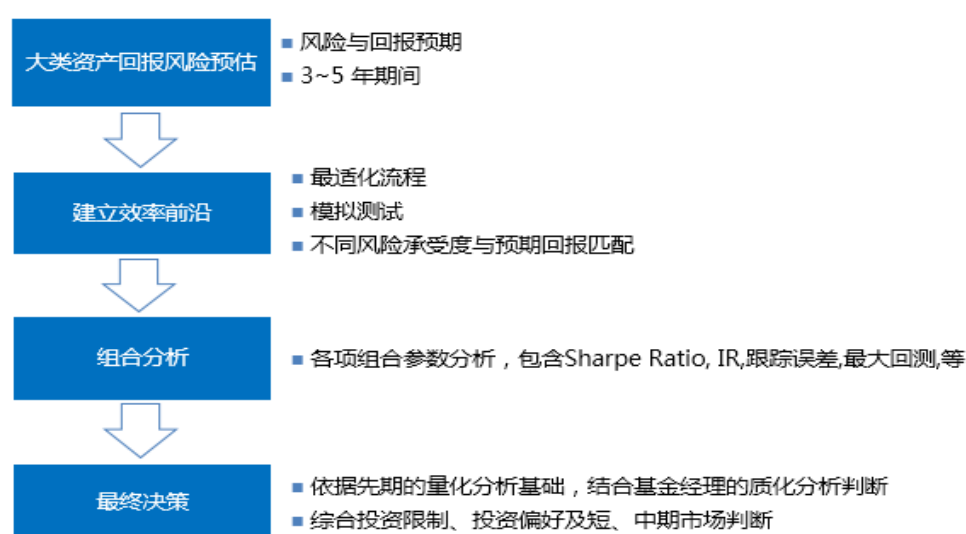 大类资产回报风险预估
风险与回报预期
3~5 年期间
建立效率前沿
最适化流程
模拟测试
不同风险承受度与预期回报匹配
组合分析
各项组合参数分析，包含Sharpe Ratio, IR,跟踪误差,最大回测,等
最终决策
依据先期的量化分析基础，结合基金经理的质化分析判断
综合投资限制、投资偏好及短、中期市场判断